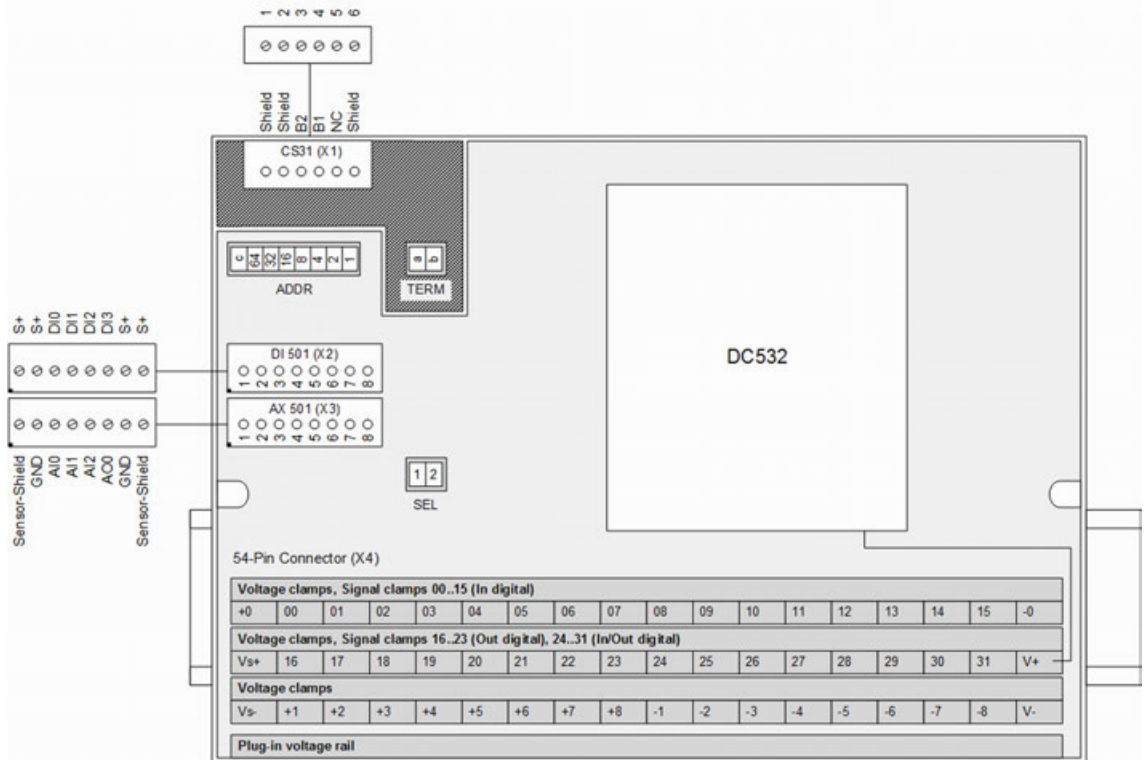 1 2 3 4 5 6
Shield Shield B2 B1 NC Shield
CS31 (X1)
c 64 32 16 8 4 2 1
ADDR
a b
TERM
S+ S+ DI0 DI1 DI2 DI3 S+ S+
DI 501 (X2)
1 2 3 4 5 6 7 8
DC532
AX 501 (X3)
1 2 3 4 5 6 7 8
Sensor-Shield GND AI0 AI1 AI2 AO0 GND Sensor-Shield
1 2
SEL
54-Pin Connector (X4)
Voltage clamps, Signal clamps 00..15 (In digital)
+0 00 01 02 03 04 05 06 07 08 09 10 11 12 13 14 15 -0
Voltage clamps, Signal clamps 16..23 (Out digital), 24..31 (In/Out digital)
Vs+ 16 17 18 19 20 21 22 23 24 25 26 27 28 29 30 31 V+
Voltage clamps
Vs- +1 +2 +3 +4 +5 +6 +7 +8 -1 -2 -3 -4 -5 -6 -7 -8 V-
Plug-in voltage rail